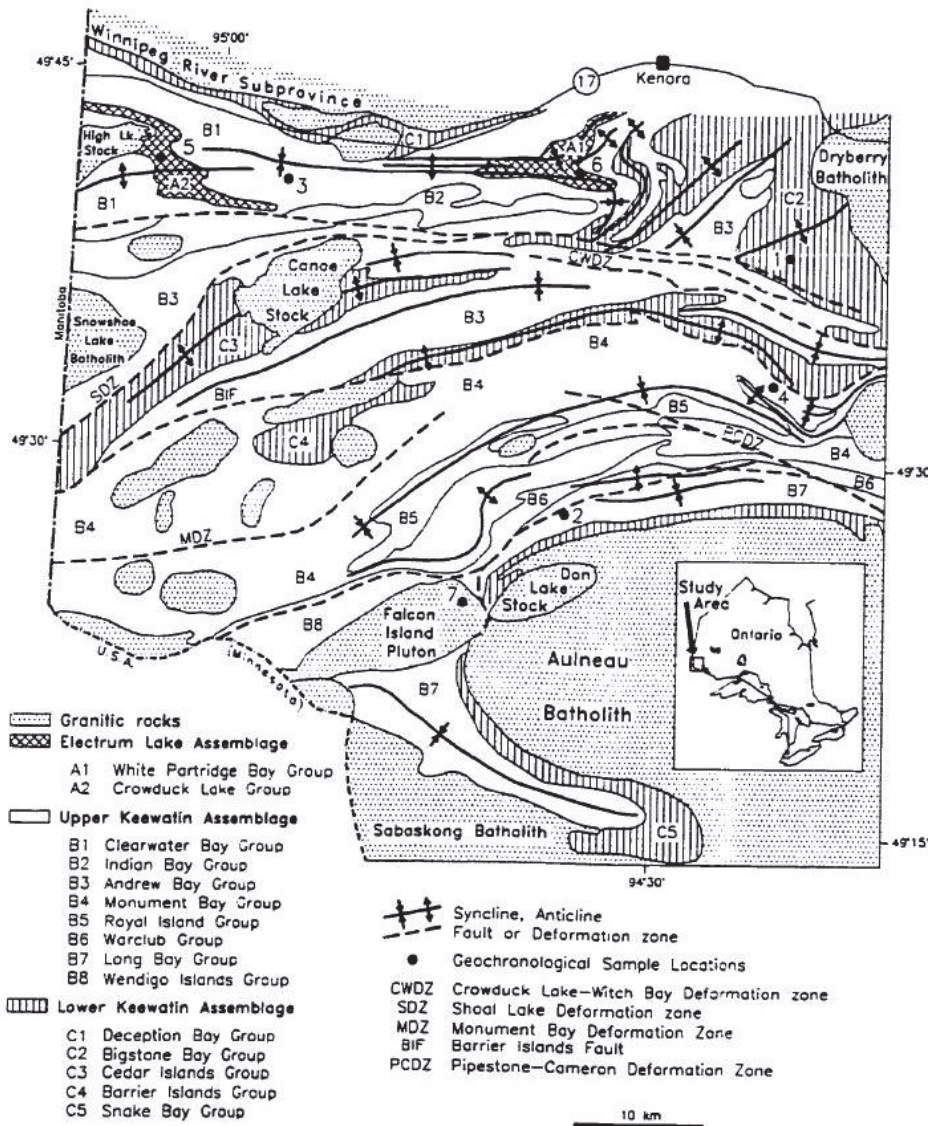 95°00'
Winnipeg River Subprovince
49°45'
17
Kenora
C1
High Lk.
Stock
B1
5
A1
6
A2
3
B2
B1
C2
Dryberry
Batholith
B3
1
CWDZ
Canoe
Lake
Stock
B3
Manitoba
Snowshoe
Lake
Batholith
C3
B3
SDZ
BIF
B4
B4
4
49°30'
C4
B5
PCDZ
B4
49°30'
B6
B7
B6
B5
2
B4
MDZ
B4
7
Don
Lake
Stock
Falcon
Island
Pluton
B8
U.S.A.
(Minnesota)
Study
Area
Ontario
Aulneau
Batholith
B7
Sabaskong Batholith
C5
49°15'
94°30'
Granitic rocks
Electrum Lake Assemblage
A1 White Partridge Bay Group
A2 Crowduck Lake Group
Upper Keewatin Assemblage
B1 Clearwater Bay Group
B2 Indian Bay Group
B3 Andrew Bay Group
B4 Monument Bay Group
B5 Royal Island Group
B6 Warclub Group
B7 Long Bay Group
B8 Wendigo Islands Group
Lower Keewatin Assemblage
C1 Deception Bay Group
C2 Bigstone Bay Group
C3 Cedar Islands Group
C4 Barrier Islands Group
C5 Snake Bay Group
Syncline, Anticline
Fault or Deformation zone
Geochronological Sample Locations
CWDZ Crowduck Lake-Witch Bay Deformation zone
SDZ Shoal Lake Deformation zone
MDZ Monument Bay Deformation Zone
BIF Barrier Islands Fault
PCDZ Pipestone-Cameron Deformation Zone
10 km